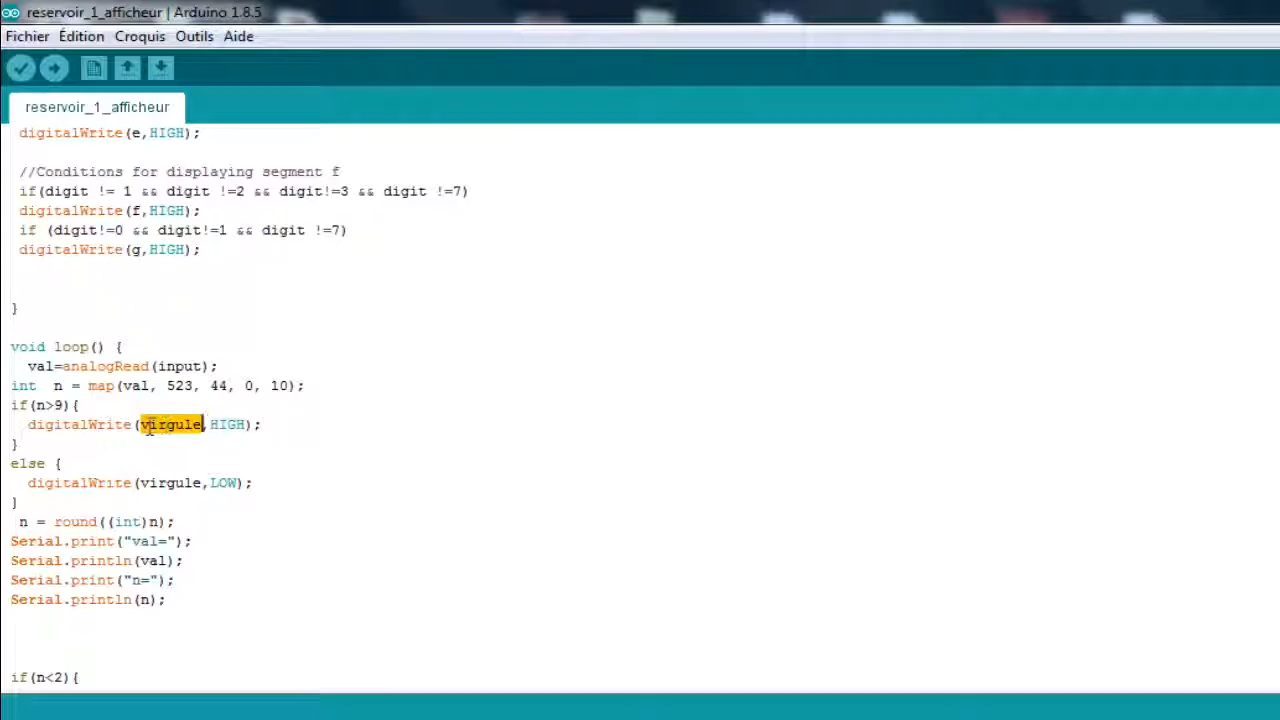 reservoir_1_afficheur | Arduino 1.8.5
Fichier Édition Croquis Outils Aide
reservoir_1_afficheur
digitalWrite(e,HIGH);
//Conditions for displaying segment f
if(digit != 1 && digit !=2 && digit!=3 && digit !=7)
digitalWrite(f,HIGH);
if (digit!=0 && digit!=1 && digit !=7)
digitalWrite(g,HIGH);
}
void loop() {
val=analogRead(input);
int n = map(val, 523, 44, 0, 10);
if(n>9){
digitalWrite(virgule,HIGH);
}
else {
digitalWrite(virgule,LOW);
}
n = round((int)n);
Serial.print("val=");
Serial.println(val);
Serial.print("n=");
Serial.println(n);
if(n<2){